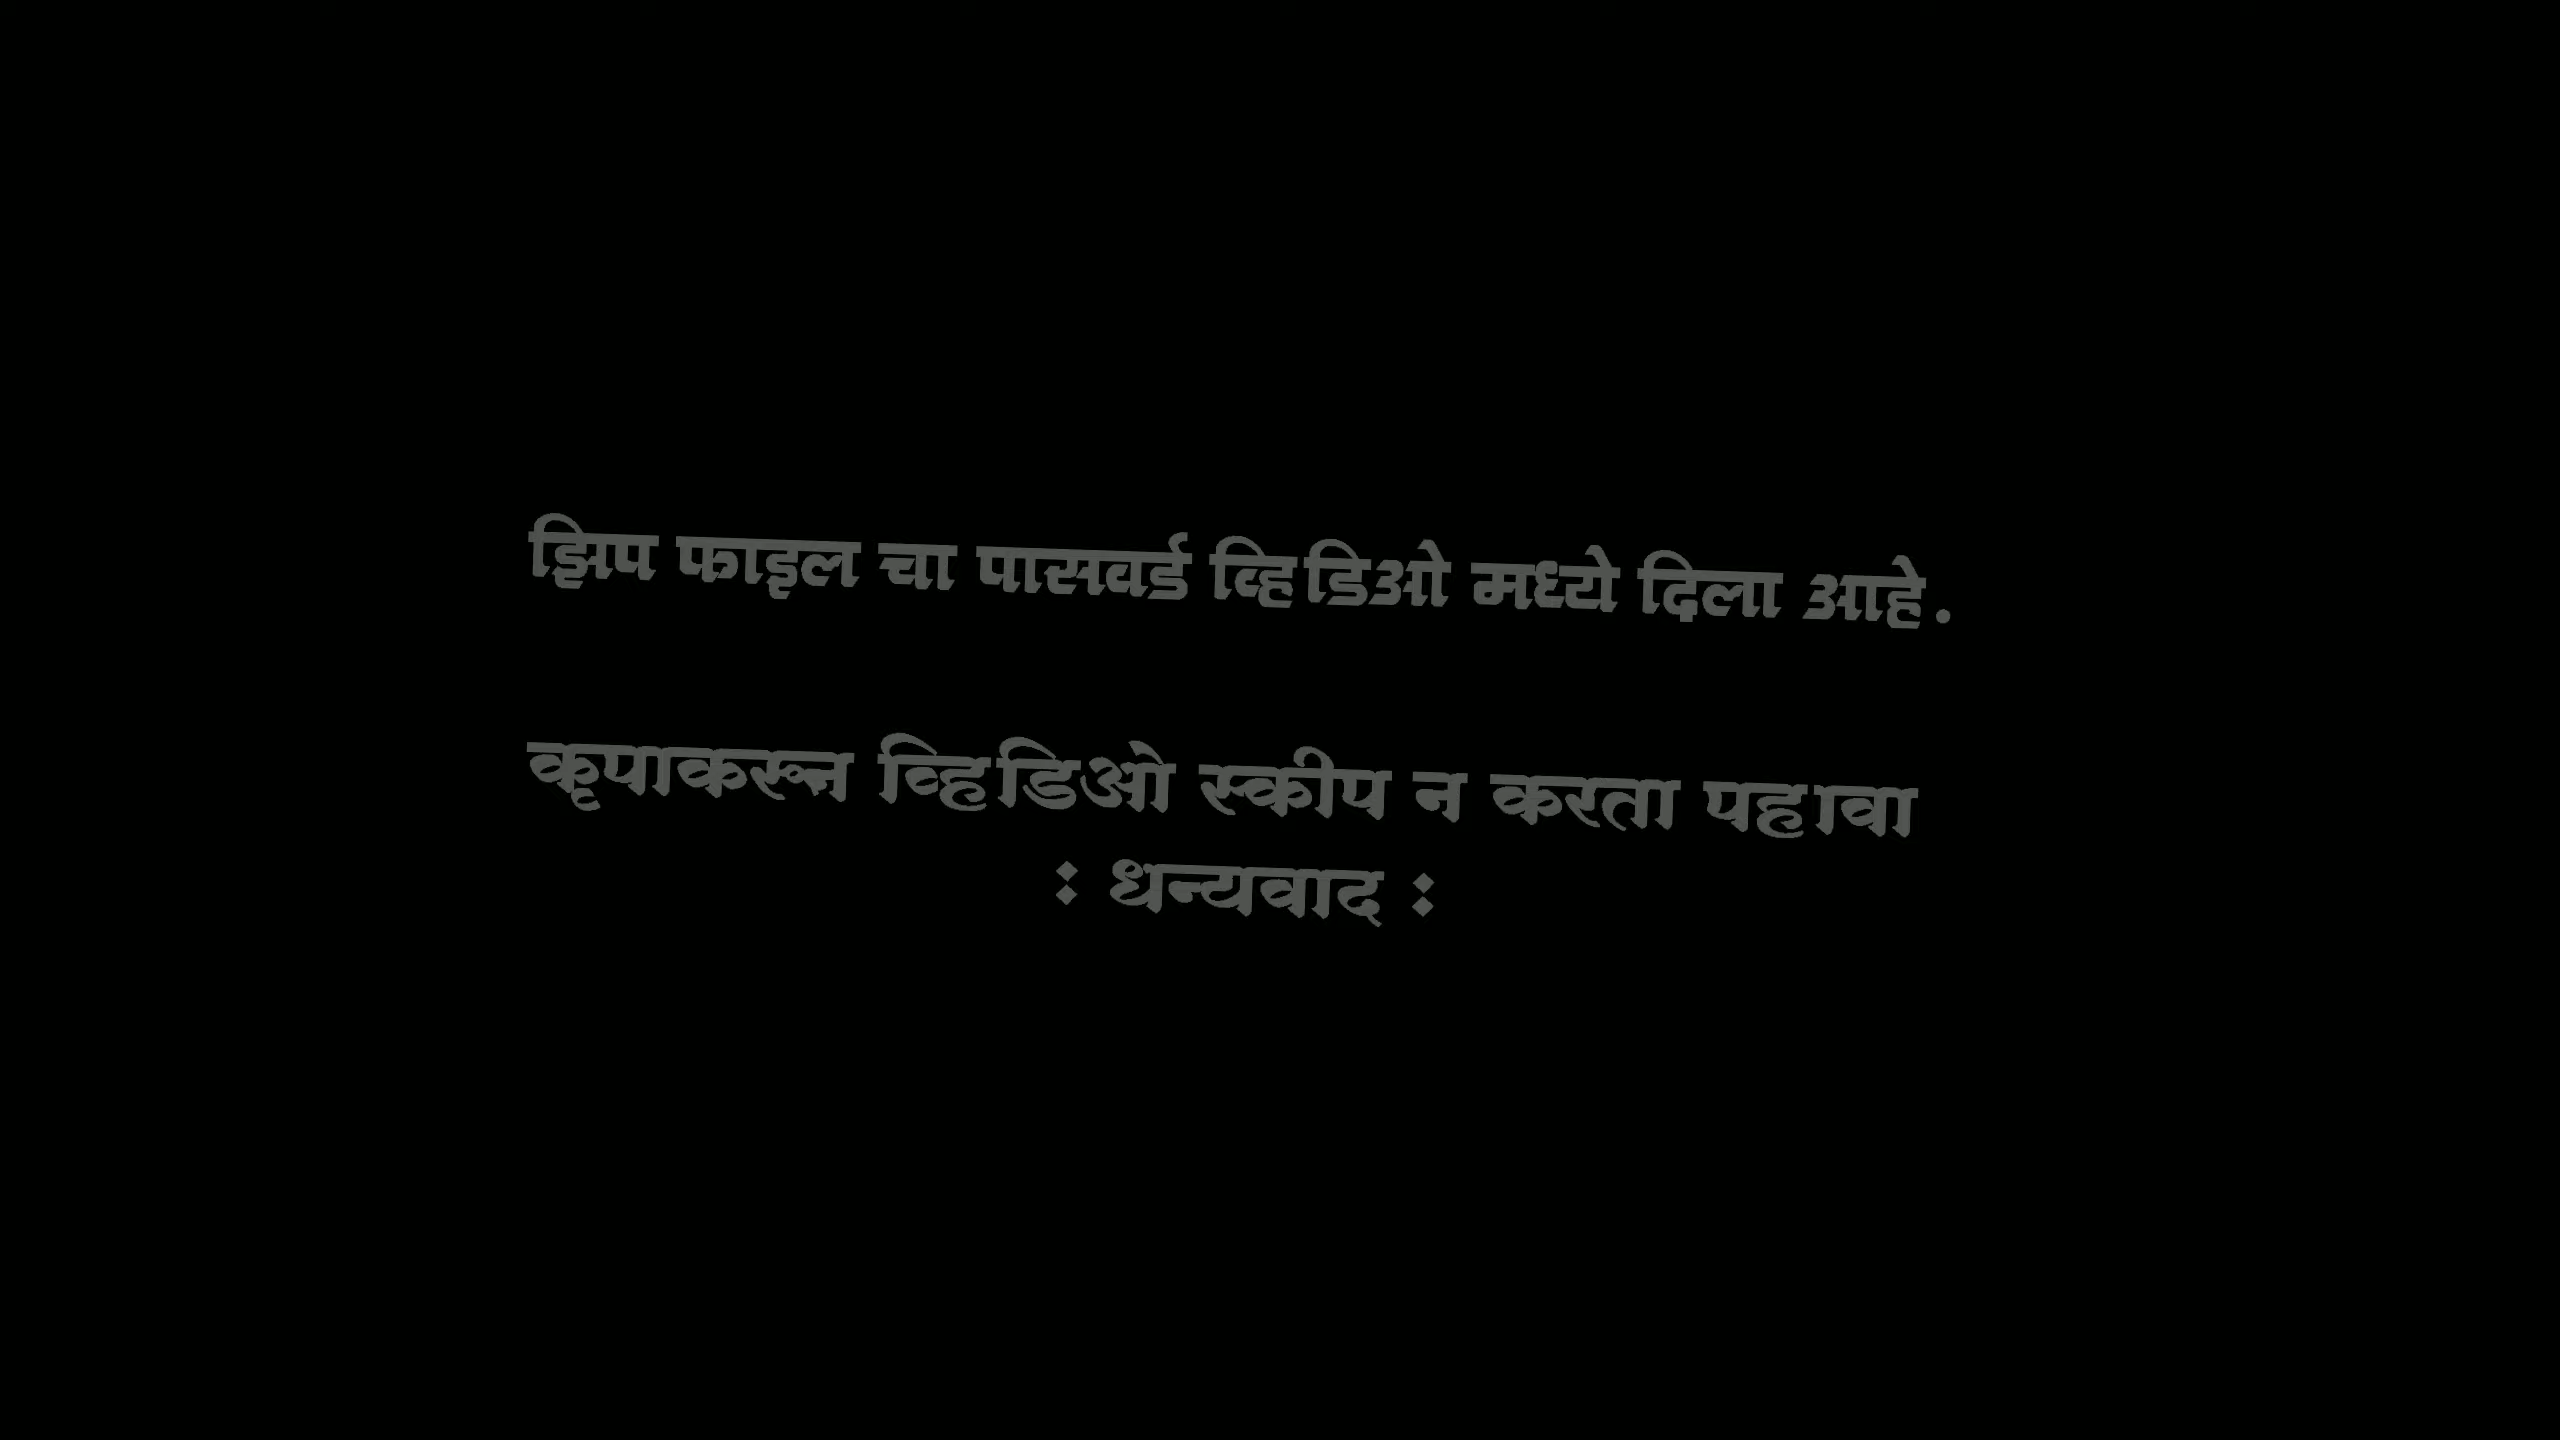 झिप फाइल चा पासवर्ड व्हिडिओ मध्ये दिला आहे.
कृपाकरून व्हिडिओ स्कीप न करता पहावा
: धन्यवाद :